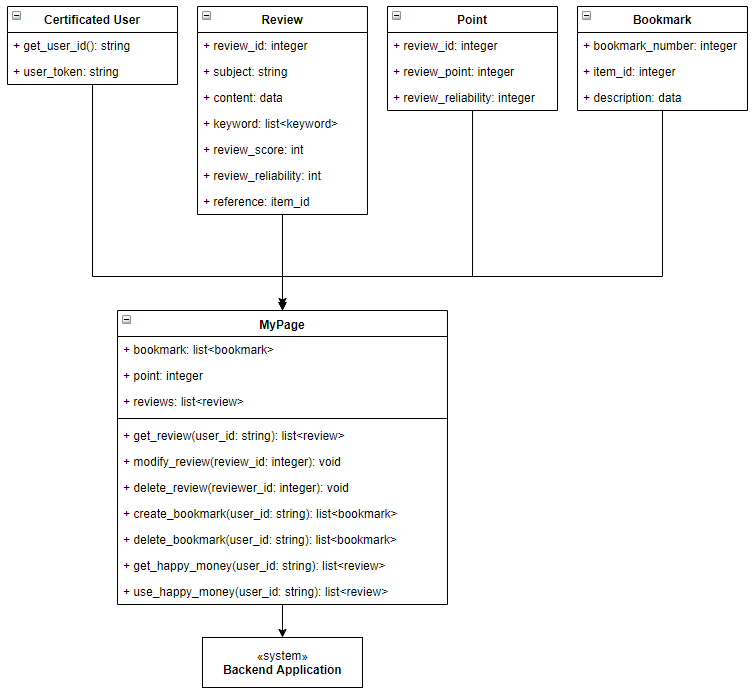 Certificated User
+ get_user_id(): string
+ user_token: string
Review
+ review_id: integer
+ subject: string
+ content: data
+ keyword: list<keyword>
+ review_score: int
+ review_reliability: int
+ reference: item_id
Point
+ review_id: integer
+ review_point: integer
+ review_reliability: integer
Bookmark
+ bookmark_number: integer
+ item_id: integer
+ description: data
MyPage
+ bookmark: list<bookmark>
+ point: integer
+ reviews: list<review>
+ get_review(user_id: string): list<review>
+ modify_review(review_id: integer): void
+ delete_review(reviewer_id: integer): void
+ create_bookmark(user_id: string): list<bookmark>
+ delete_bookmark(user_id: string): list<bookmark>
+ get_happy_money(user_id: string): list<review>
+ use_happy_money(user_id: string): list<review>
«system»
Backend Application